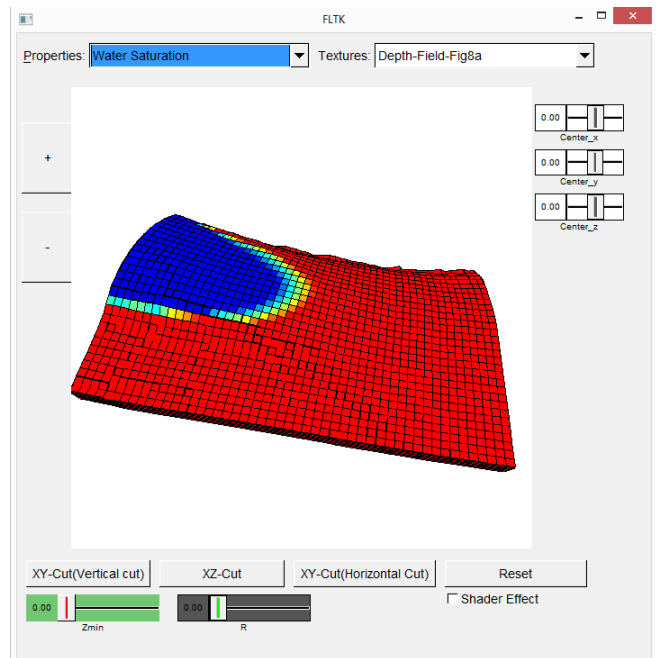 FLTK
Properties: Water Saturation Textures: Depth-Field-Fig8a
+
-
0.00
Center_x
0.00
Center_y
0.00
Center_z
XY-Cut(Vertical cut) XZ-Cut XY-Cut(Horizontal Cut) Reset
0.00 0.00 Shader Effect
Zmin R